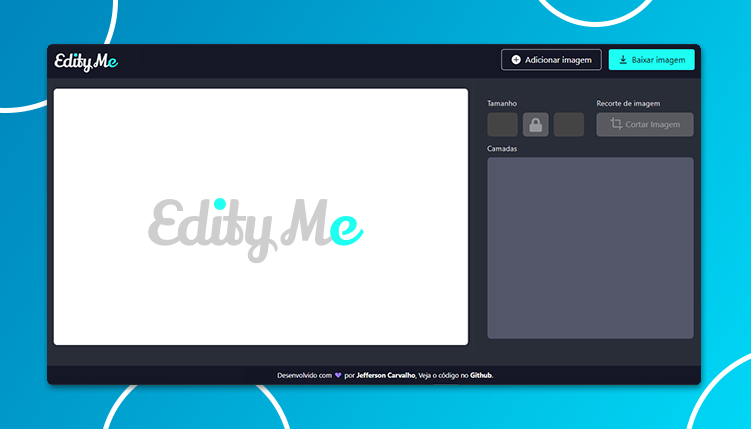 Edity Me
Adicionar imagem
Baixar imagem
Tamanho
Recorte de imagem
Cortar Imagem
Camadas
Edity Me
Desenvolvido com 💜 por Jefferson Carvalho, Veja o código no Github.